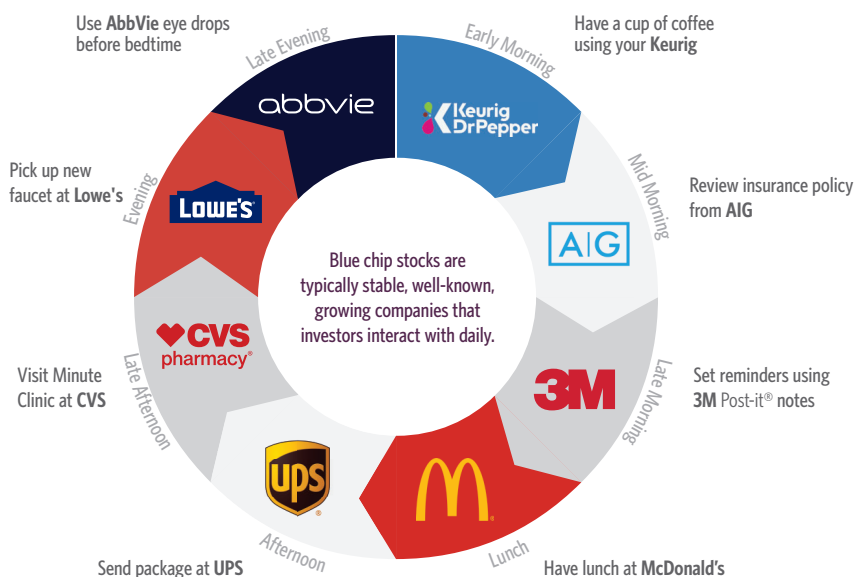 Use AbbVie eye drops
before bedtime
Late Evening
abbvie
Early Morning
Keurig
DrPepper
Have a cup of coffee
using your Keurig
Mid Morning
AIG
Review insurance policy
from AIG
Late Morning
3M
Set reminders using
3M Post-it® notes
Lunch
®
Have lunch at McDonald's
Afternoon
ups
®
Send package at UPS
Late Afternoon
CVS
pharmacy®
Visit Minute
Clinic at CVS
Evening
LOWE'S
Pick up new
faucet at Lowe's
Blue chip stocks are
typically stable, well-known,
growing companies that
investors interact with daily.